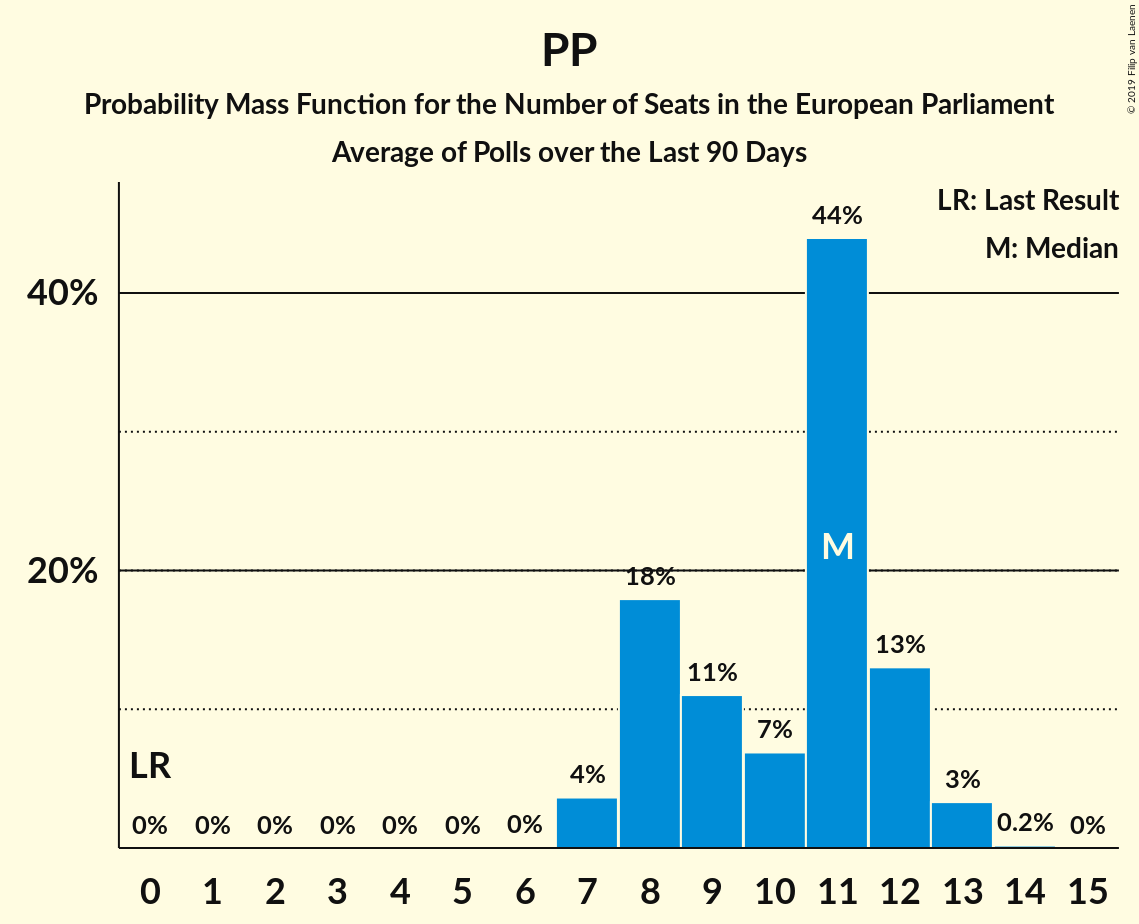 PP
Probability Mass Function for the Number of Seats in the European Parliament
Average of Polls over the Last 90 Days
© 2019 Filip van Laenen
LR: Last Result
M: Median
40%
20%
LR
M
0% 0% 0% 0% 0% 0% 0% 4% 18% 11% 7% 44% 13% 3% 0.2% 0%
0 1 2 3 4 5 6 7 8 9 10 11 12 13 14 15